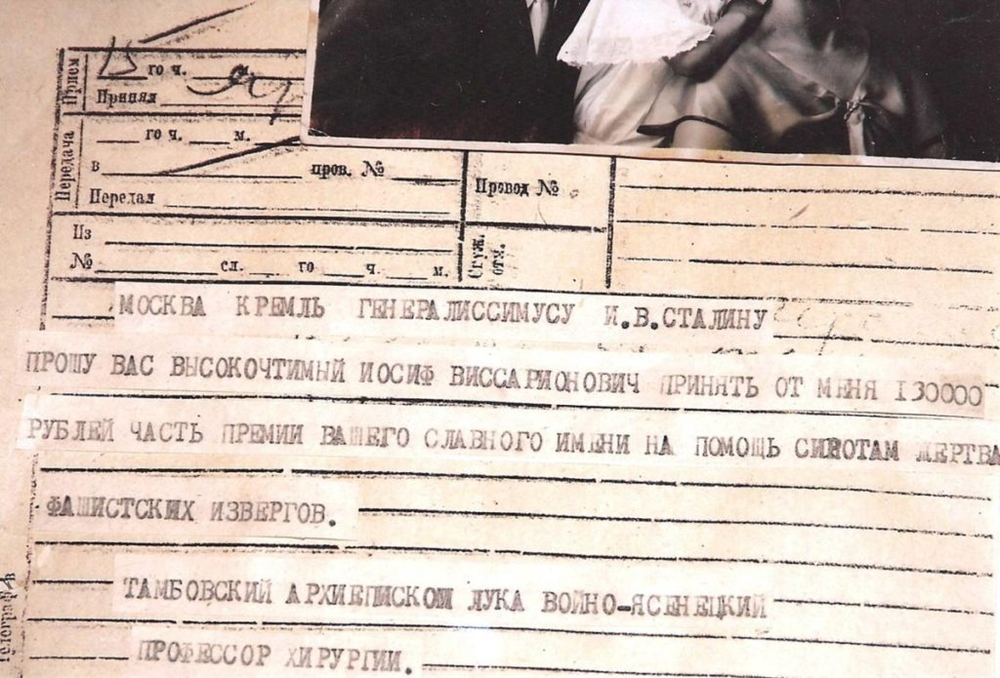 Прием
го ч. м.
Принял
Передача
го ч. м.
в пров. №
Передал
Провод №
Из
№ сл. го ч. м.
Служ. отм.
МОСКВА КРЕМЛЬ ГЕНЕРАЛИССИМУСУ И.В.СТАЛИНУ
ПРОШУ ВАС ВЫСОКОЧТИМЫЙ ИОСИФ ВИССАРИОНОВИЧ ПРИНЯТЬ ОТ МЕНЯ 130000
РУБЛЕЙ ЧАСТЬ ПРЕМИИ ВАШЕГО СЛАВНОГО ИМЕНИ НА ПОМОЩЬ СИРОТАМ ЖЕРТВА
ФАШИСТСКИХ ИЗВЕРГОВ.
ТАМБОВСКИЙ АРХИЕПИСКОП ЛУКА ВОЙНО-ЯСЕНЕЦКИЙ
ПРОФЕССОР ХИРУРГИИ.